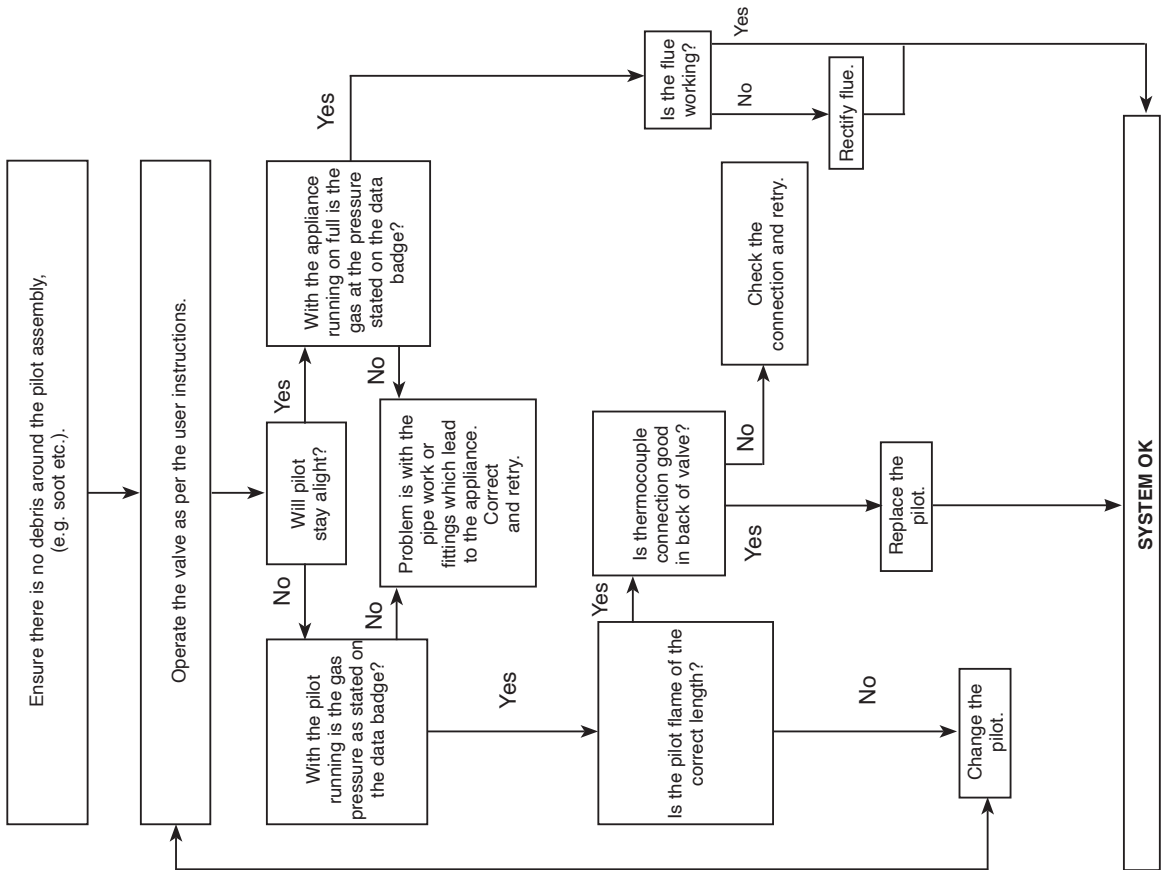 Ensure there is no debris around the pilot assembly,
(e.g. soot etc.).
Operate the valve as per the user instructions.
Will pilot
stay alight?
No
Yes
With the pilot
running is the gas
pressure as stated on
the data badge?
No
Yes
Problem is with the
pipe work or
fittings which lead
to the appliance.
Correct
and retry.
With the appliance
running on full is the
gas at the pressure
stated on the data
badge?
No
Yes
Is the pilot flame of the
correct length?
Yes
No
Is thermocouple
connection good
in back of valve?
Yes
No
Check the
connection and retry.
Is the flue
working?
No
Yes
Rectify flue.
Replace the
pilot.
Change the
pilot.
SYSTEM OK